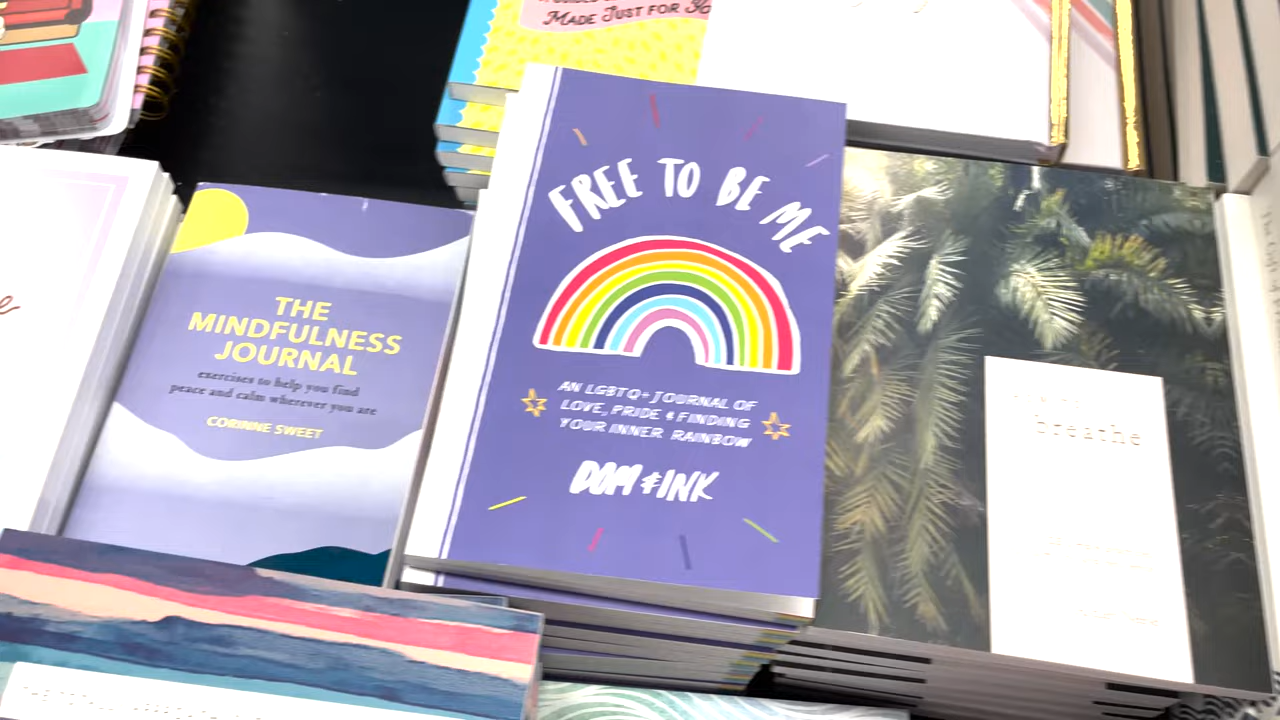 MADE JUST FOR
FREE TO BE ME
AN LGBTQ+ JOURNAL OF
LOVE, PRIDE & FINDING
YOUR INNER RAINBOW
DOM & INK
THE
MINDFULNESS
JOURNAL
exercises to help you find
peace and calm wherever you are
CORINNE SWEET
breathe